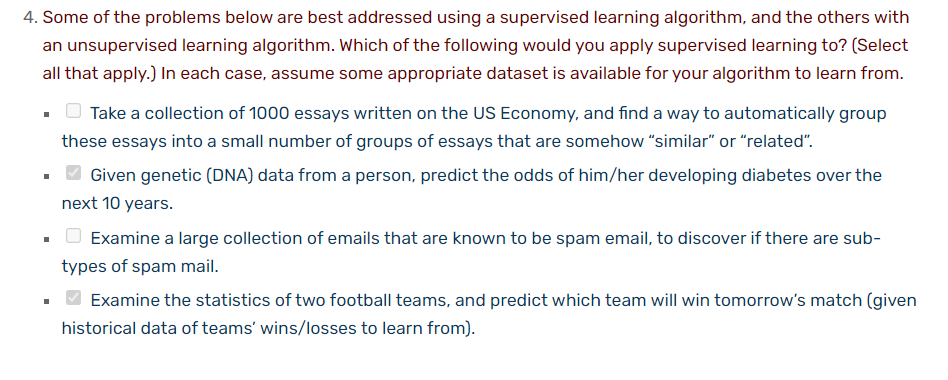 4. Some of the problems below are best addressed using a supervised learning algorithm, and the others with
an unsupervised learning algorithm. Which of the following would you apply supervised learning to? (Select
all that apply.) In each case, assume some appropriate dataset is available for your algorithm to learn from.
Take a collection of 1000 essays written on the US Economy, and find a way to automatically group
these essays into a small number of groups of essays that are somehow “similar” or “related”.
Given genetic (DNA) data from a person, predict the odds of him/her developing diabetes over the
next 10 years.
Examine a large collection of emails that are known to be spam email, to discover if there are sub-
types of spam mail.
Examine the statistics of two football teams, and predict which team will win tomorrow’s match (given
historical data of teams’ wins/losses to learn from).